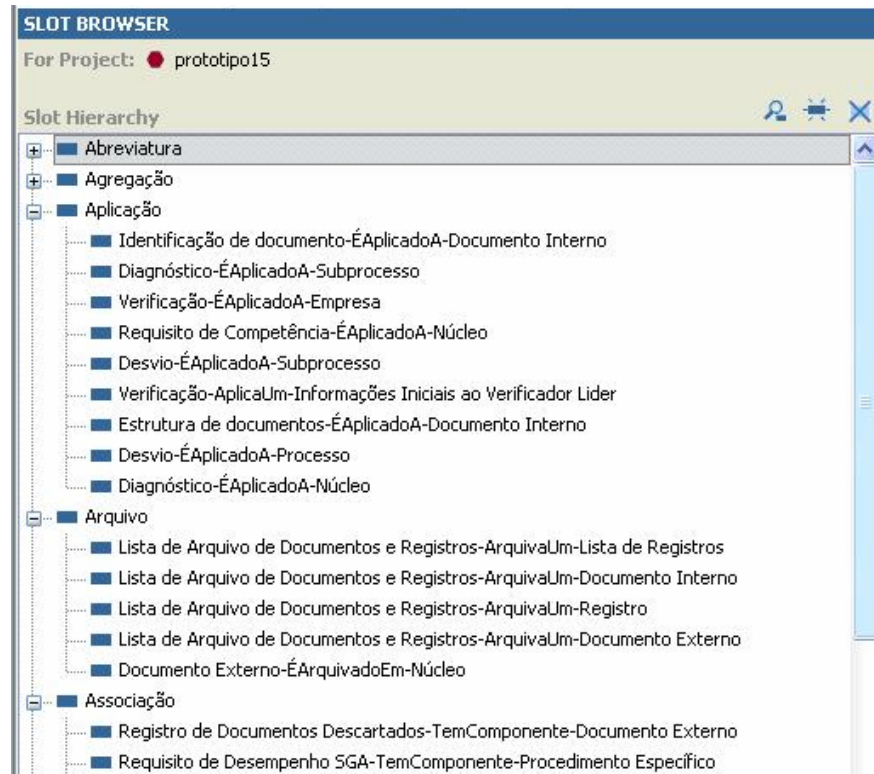 SLOT BROWSER
For Project: prototipo15
Slot Hierarchy
Abreviatura
Agregação
Aplicação
Identificação de documento-ÉAplicadoA-Documento Interno
Diagnóstico-ÉAplicadoA-Subprocesso
Verificação-ÉAplicadoA-Empresa
Requisito de Competência-ÉAplicadoA-Núcleo
Desvio-ÉAplicadoA-Subprocesso
Verificação-AplicaUm-Informações Iniciais ao Verificador Lider
Estrutura de documentos-ÉAplicadoA-Documento Interno
Desvio-ÉAplicadoA-Processo
Diagnóstico-ÉAplicadoA-Núcleo
Arquivo
Lista de Arquivo de Documentos e Registros-ArquivaUm-Lista de Registros
Lista de Arquivo de Documentos e Registros-ArquivaUm-Documento Interno
Lista de Arquivo de Documentos e Registros-ArquivaUm-Registro
Lista de Arquivo de Documentos e Registros-ArquivaUm-Documento Externo
Documento Externo-ÉArquivadoEm-Núcleo
Associação
Registro de Documentos Descartados-TemComponente-Documento Externo
Requisito de Desempenho SGA-TemComponente-Procedimento Específico